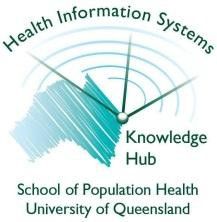 Health Information Systems
Knowledge
Hub
School of Population Health
University of Queensland